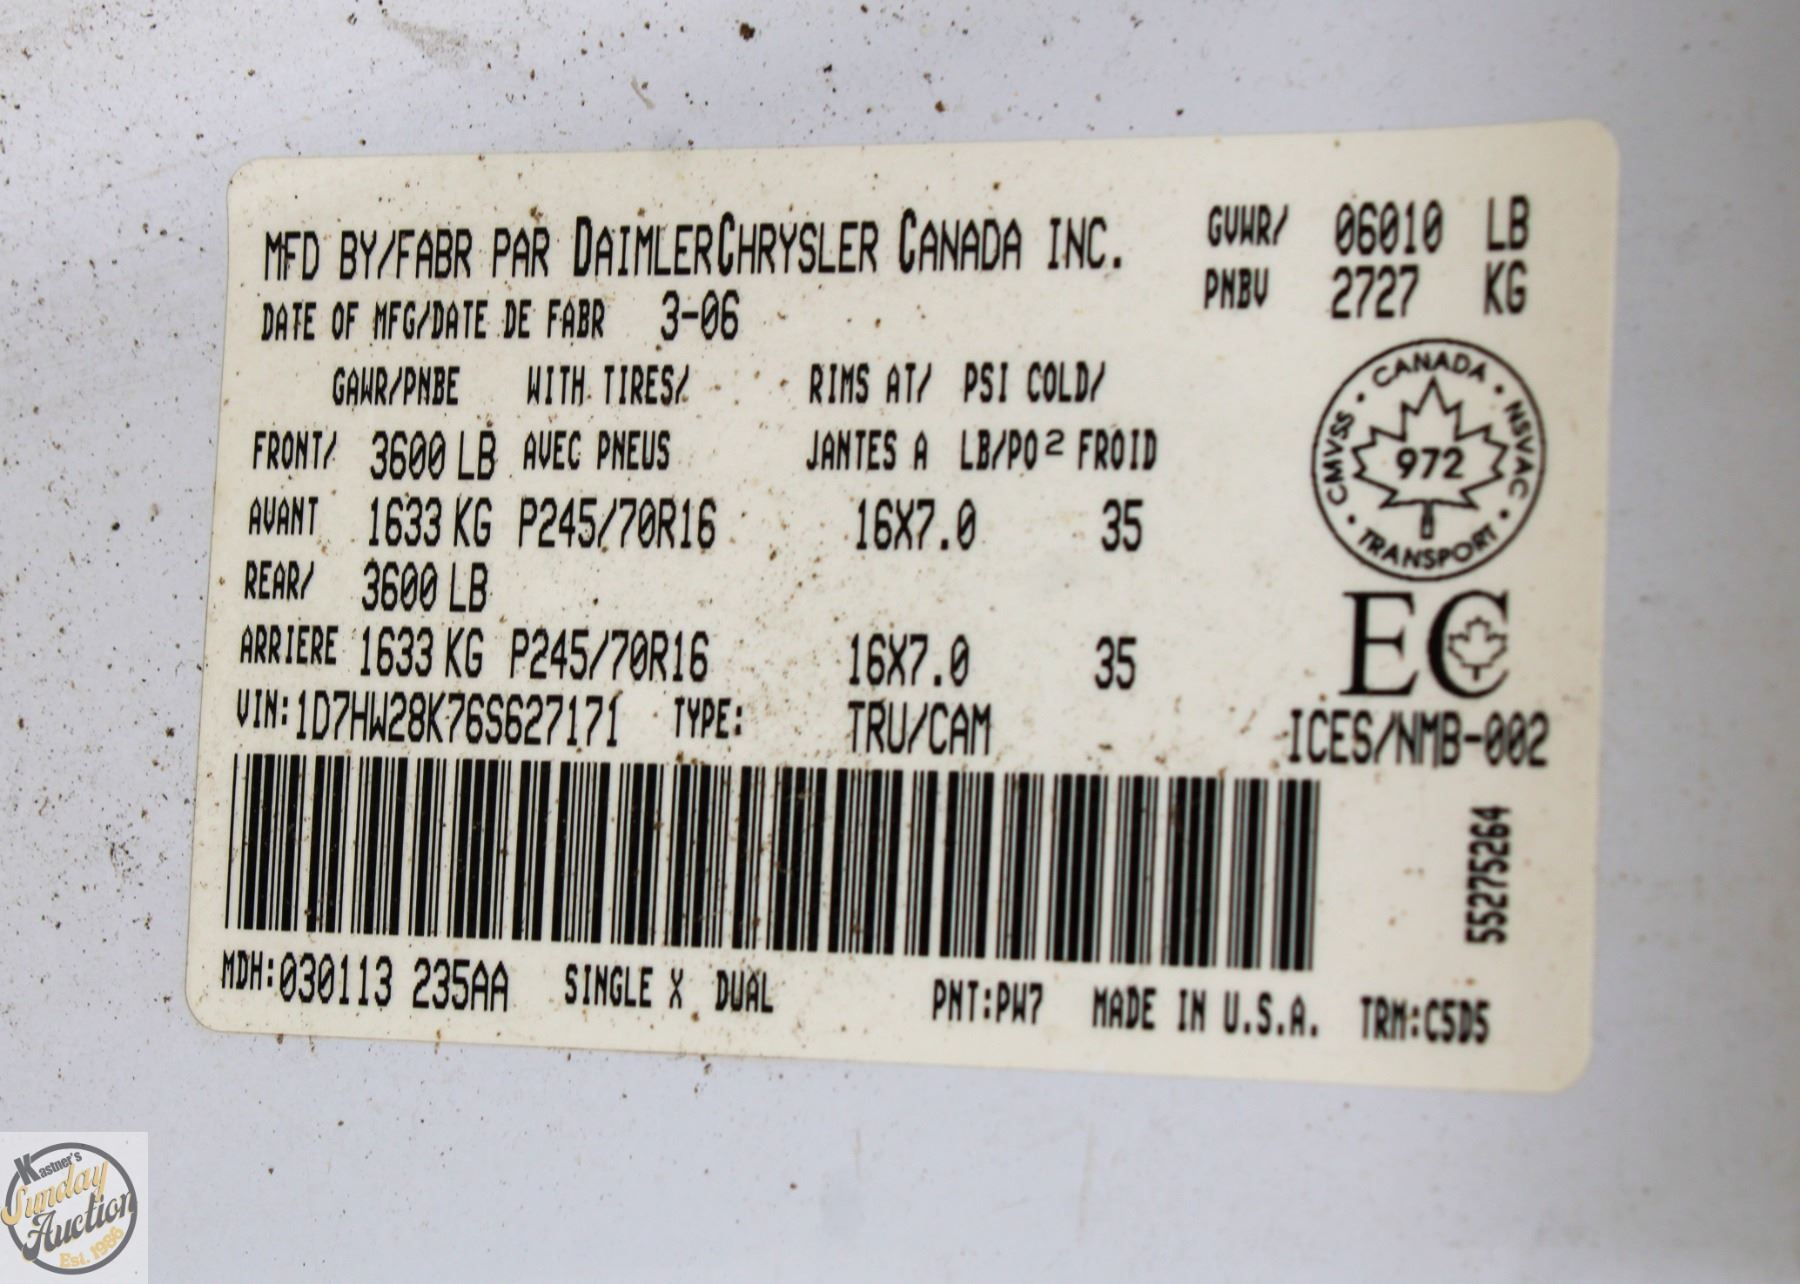 MFD BY/FABR PAR DAIMLERCHRYSLER CANADA INC.
GVWR/ 06010 LB
PNBV 2727 KG
DATE OF MFG/DATE DE FABR 3-06
GAWR/PNBE WITH TIRES/ RIMS AT/ PSI COLD/
FRONT/ 3600 LB AVEC PNEUS JANTES A LB/PO² FROID
AVANT 1633 KG P245/70R16 16X7.0 35
REAR/ 3600 LB
ARRIERE 1633 KG P245/70R16 16X7.0 35
VIN:1D7HW28K76S627171 TYPE: TRU/CAM
CANADA • NSVAC • TRANSPORT • CMVSS •
972
EC
ICES/NMB-002
55275264
MDH:030113 235AA SINGLE X DUAL PNT:PW7 MADE IN U.S.A. TRM:C5D5
Kastner's
Sunday
Auction
Est. 1986